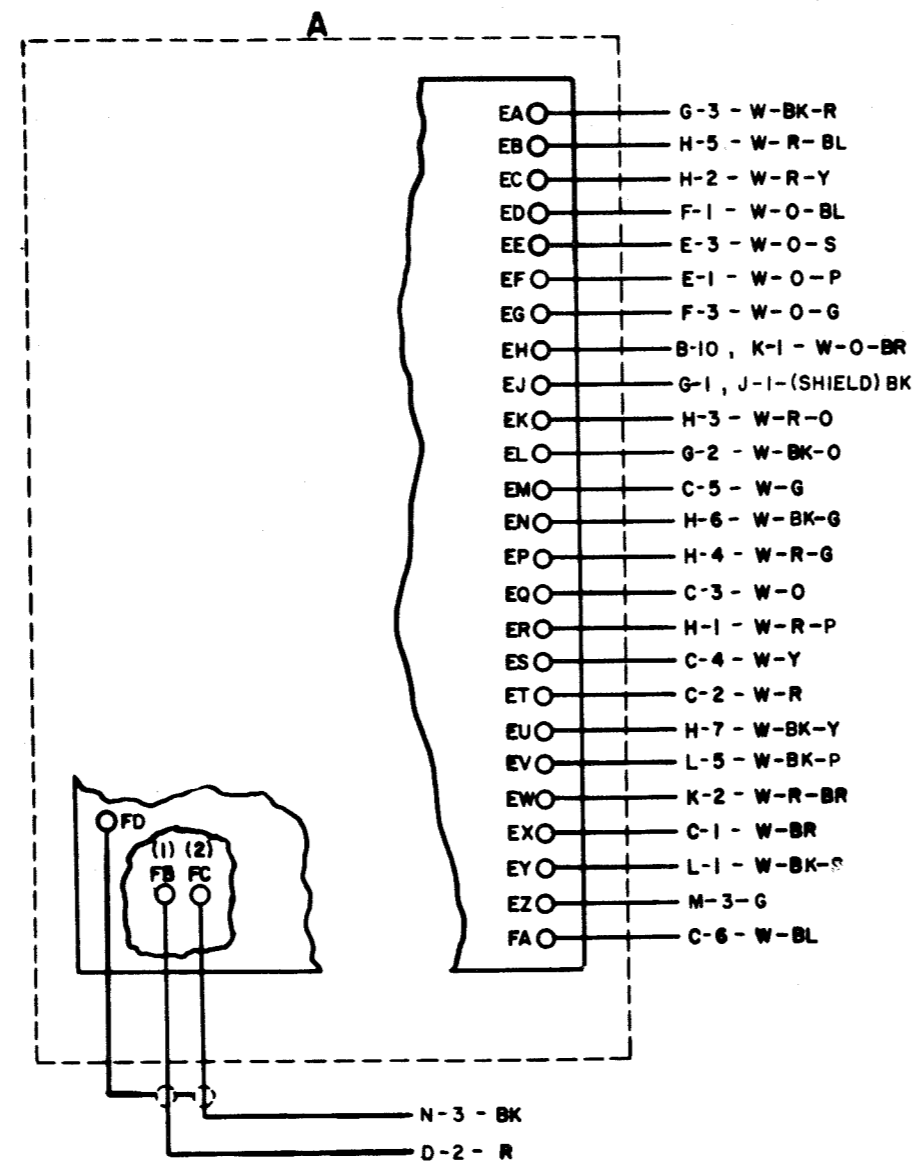 A
EA G-3 - W-BK-R
EB H-5 - W-R-BL
EC H-2 - W-R-Y
ED F-1 - W-O-BL
EE E-3 - W-O-S
EF E-1 - W-O-P
EG F-3 - W-O-G
EH B-10 , K-1 - W-O-BR
EJ G-1 , J-1-(SHIELD) BK
EK H-3 - W-R-O
EL G-2 - W-BK-O
EM C-5 - W-G
EN H-6 - W-BK-G
EP H-4 - W-R-G
EQ C-3 - W-O
ER H-1 - W-R-P
ES C-4 - W-Y
ET C-2 - W-R
EU H-7 - W-BK-Y
EV L-5 - W-BK-P
EW K-2 - W-R-BR
EX C-1 - W-BR
EY L-1 - W-BK-S
EZ M-3-G
FA C-6 - W-BL
FD
(1) (2)
FB FC
N-3 - BK
D-2 - R